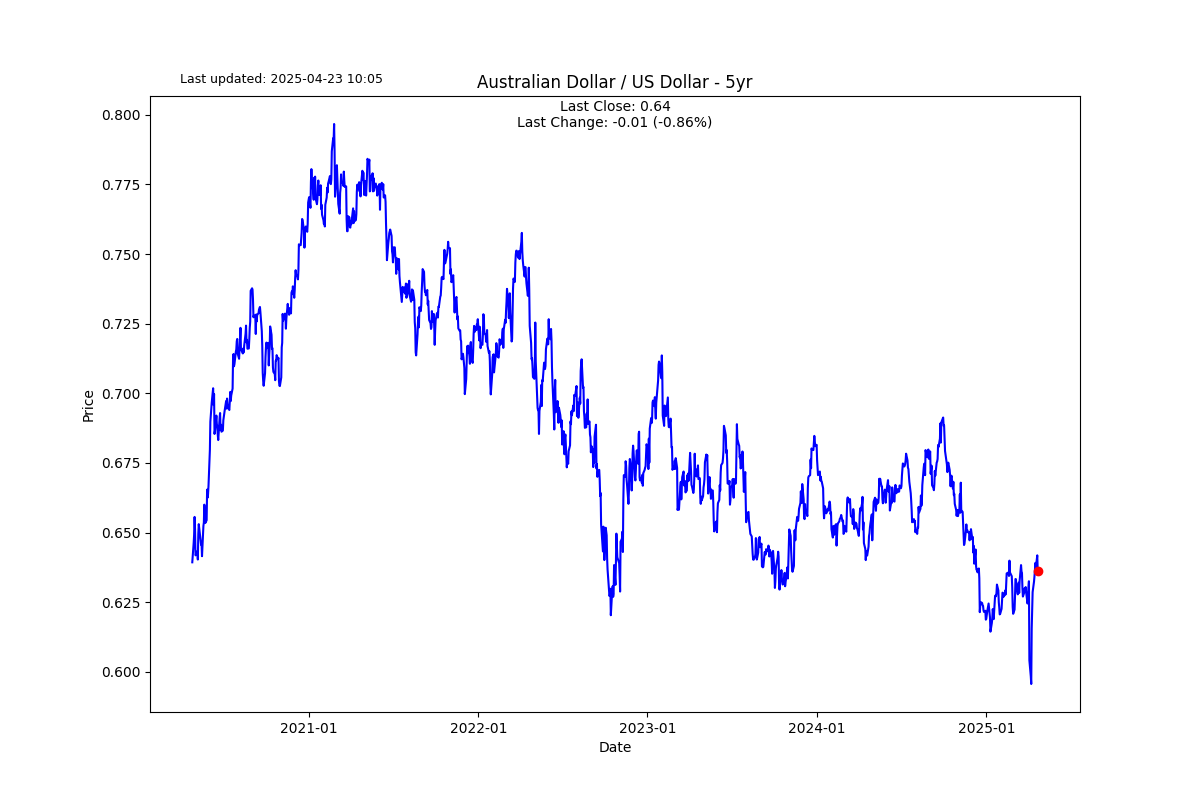 Last updated: 2025-04-23 10:05
Australian Dollar / US Dollar - 5yr
Last Close: 0.64
Last Change: -0.01 (-0.86%)
0.800
0.775
0.750
0.725
0.700
0.675
0.650
0.625
0.600
Price
2021-01
2022-01
2023-01
2024-01
2025-01
Date